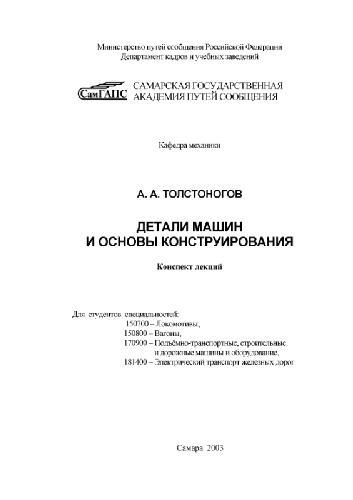 Министерство путей сообщения Российской Федерации
Департамент кадров и учебных заведений
СамГАПС
САМАРСКАЯ ГОСУДАРСТВЕННАЯ
АКАДЕМИЯ ПУТЕЙ СООБЩЕНИЯ
Кафедра механики
А. А. ТОЛСТОНОГОВ
ДЕТАЛИ МАШИН
И ОСНОВЫ КОНСТРУИРОВАНИЯ
Конспект лекций
Для студентов специальностей:
150700 – Локомотивы,
150800 – Вагоны,
170900 – Подъёмно-транспортные, строительные
и дорожные машины и оборудование,
181400 – Электрический транспорт железных дорог
Самара 2003